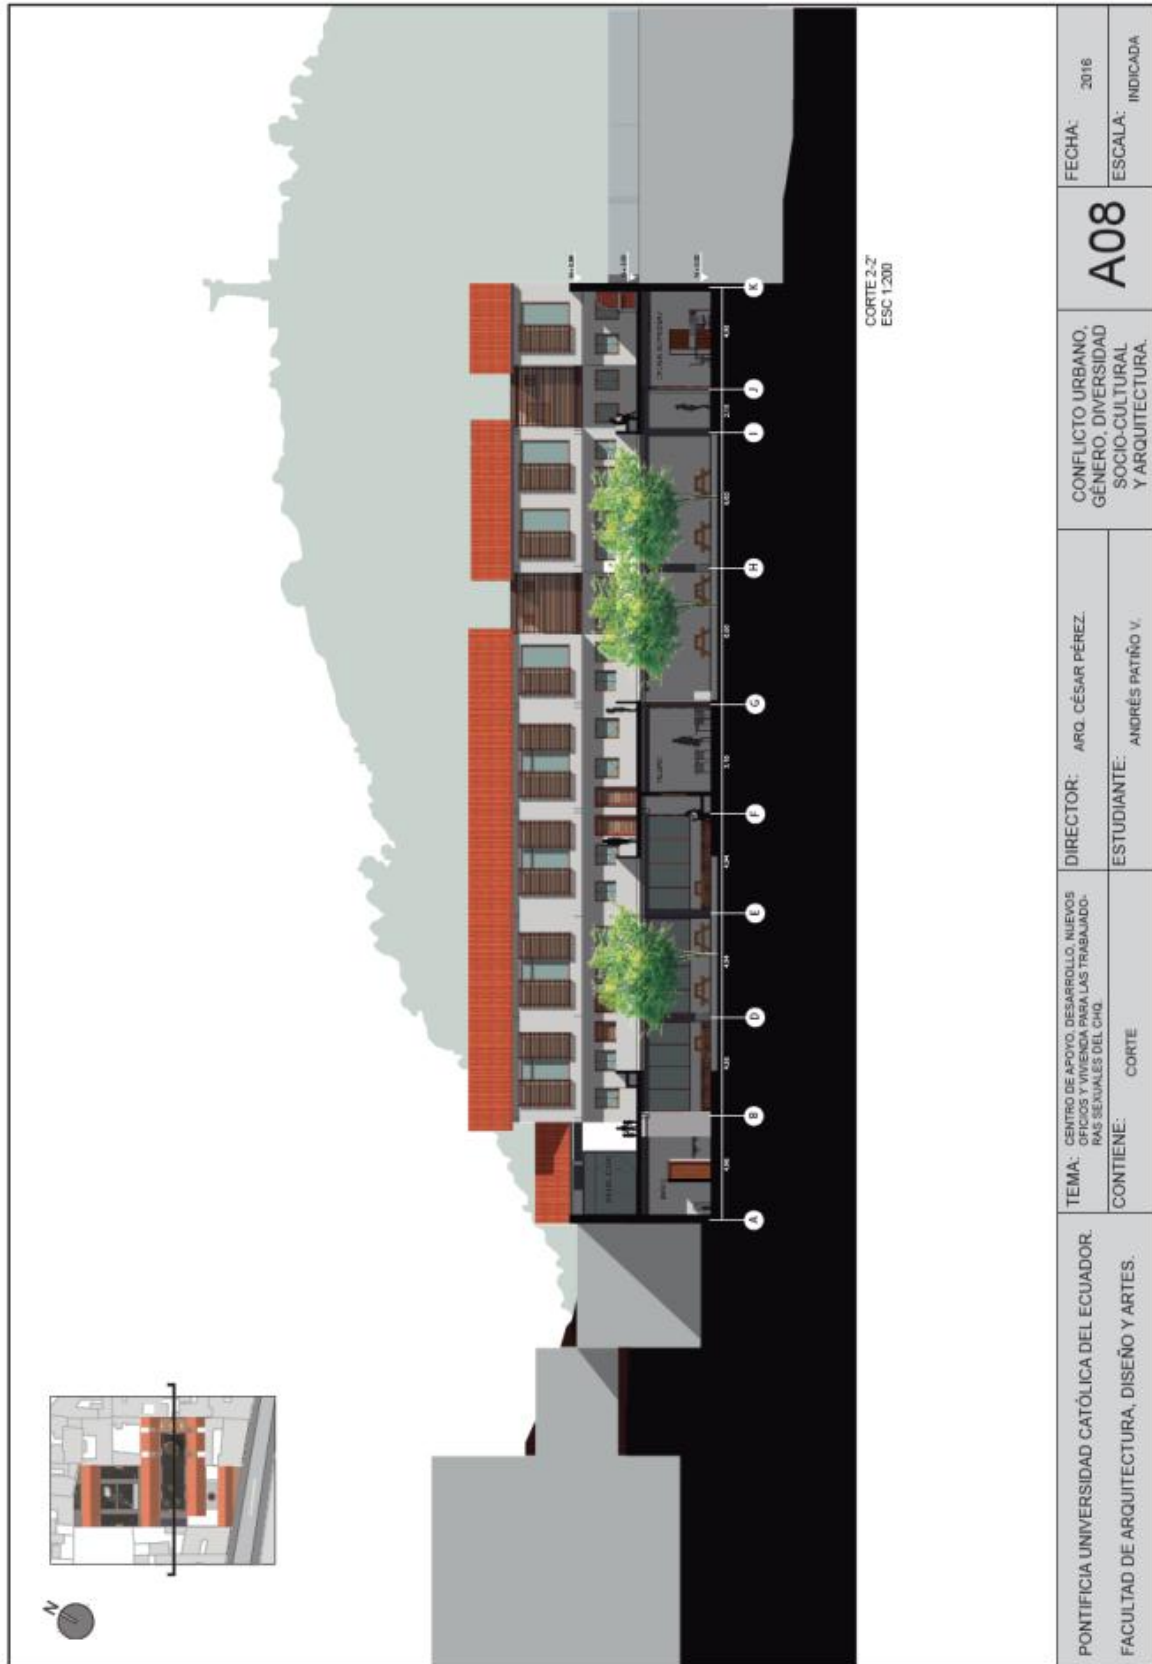 N
CORTE 2-2'
ESC 1:200
A
B
D
E
F
G
H
I
J
K
PONTIFICIA UNIVERSIDAD CATÓLICA DEL ECUADOR.
FACULTAD DE ARQUITECTURA, DISEÑO Y ARTES.
TEMA: CENTRO DE APOYO, DESARROLLO, NUEVOS
OFICIOS Y VIVIENDA PARA LAS TRABAJADO-
RAS SEXUALES DEL CHQ.
CONTIENE: CORTE
DIRECTOR: ARQ. CÉSAR PÉREZ.
ESTUDIANTE: ANDRÉS PATIÑO V.
CONFLICTO URBANO,
GÉNERO, DIVERSIDAD
SOCIO-CULTURAL
Y ARQUITECTURA.
A08
FECHA: 2016
ESCALA: INDICADA